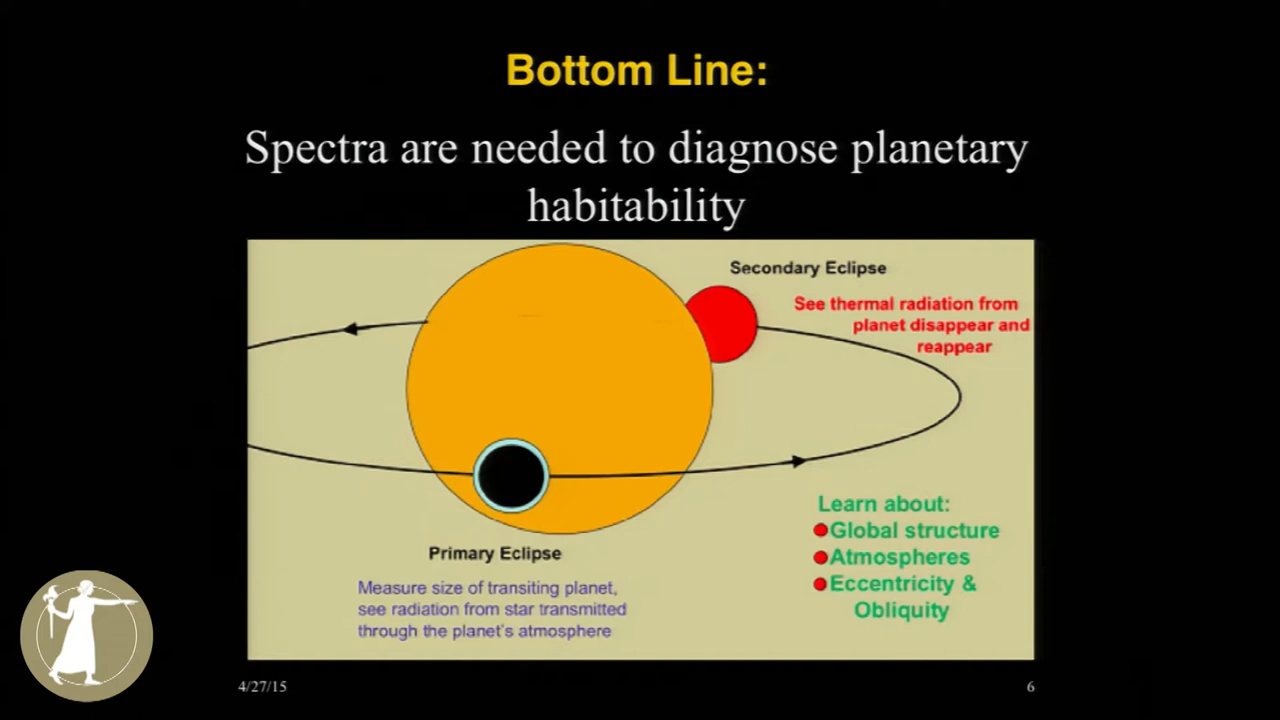 Bottom Line:
Spectra are needed to diagnose planetary
habitability
Secondary Eclipse
See thermal radiation from
planet disappear and
reappear
Primary Eclipse
Measure size of transiting planet,
see radiation from star transmitted
through the planet's atmosphere
Learn about:
Global structure
Atmospheres
Eccentricity &
Obliquity
4/27/15
6